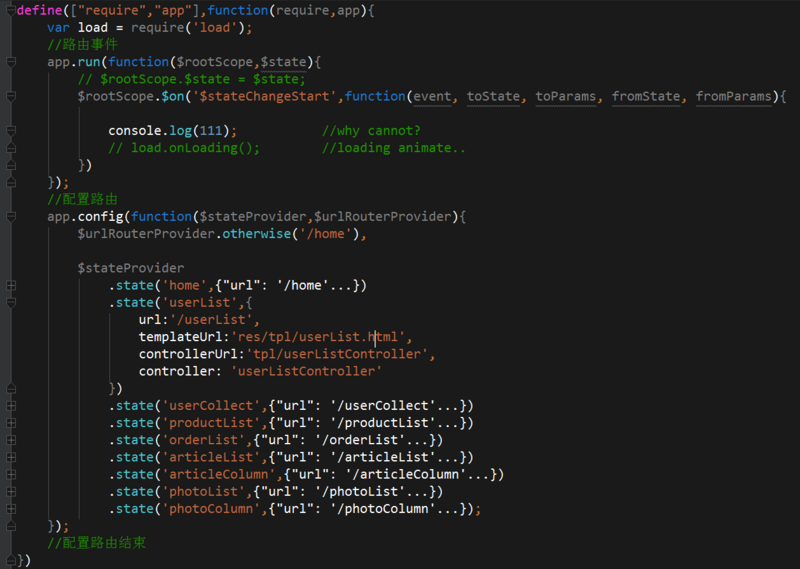 define(["require","app"],function(require,app){
var load = require('load');
//路由事件
app.run(function($rootScope,$state){
// $rootScope.$state = $state;
$rootScope.$on('$stateChangeStart',function(event, toState, toParams, fromState, fromParams){
console.log(111); //why cannot?
// load.onLoading(); //loading animate..
})
});
//配置路由
app.config(function($stateProvider,$urlRouterProvider){
$urlRouterProvider.otherwise('/home'),
$stateProvider
.state('home',{"url": '/home'...})
.state('userList',{
url:'/userList',
templateUrl:'res/tpl/userList.html',
controllerUrl:'tpl/userListController',
controller: 'userListController'
})
.state('userCollect',{"url": '/userCollect'...})
.state('productList',{"url": '/productList'...})
.state('orderList',{"url": '/orderList'...})
.state('articleList',{"url": '/articleList'...})
.state('articleColumn',{"url": '/articleColumn'...})
.state('photoList',{"url": '/photoList'...})
.state('photoColumn',{"url": '/photoColumn'...});
});
//配置路由结束
})